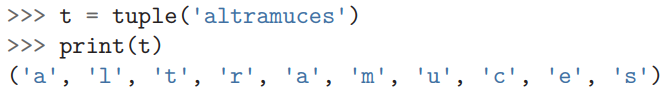 >>> t = tuple('altramuces')
>>> print(t)
('a', 'l', 't', 'r', 'a', 'm', 'u', 'c', 'e', 's')